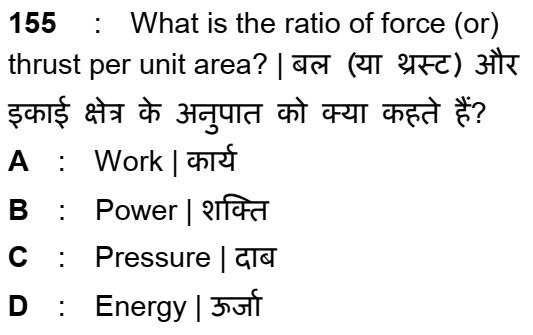 155 : What is the ratio of force (or)
thrust per unit area? | बल (या थ्रस्ट) और
इकाई क्षेत्र के अनुपात को क्या कहते हैं?
A : Work | कार्य
B : Power | शक्ति
C : Pressure | दाब
D : Energy | ऊर्जा